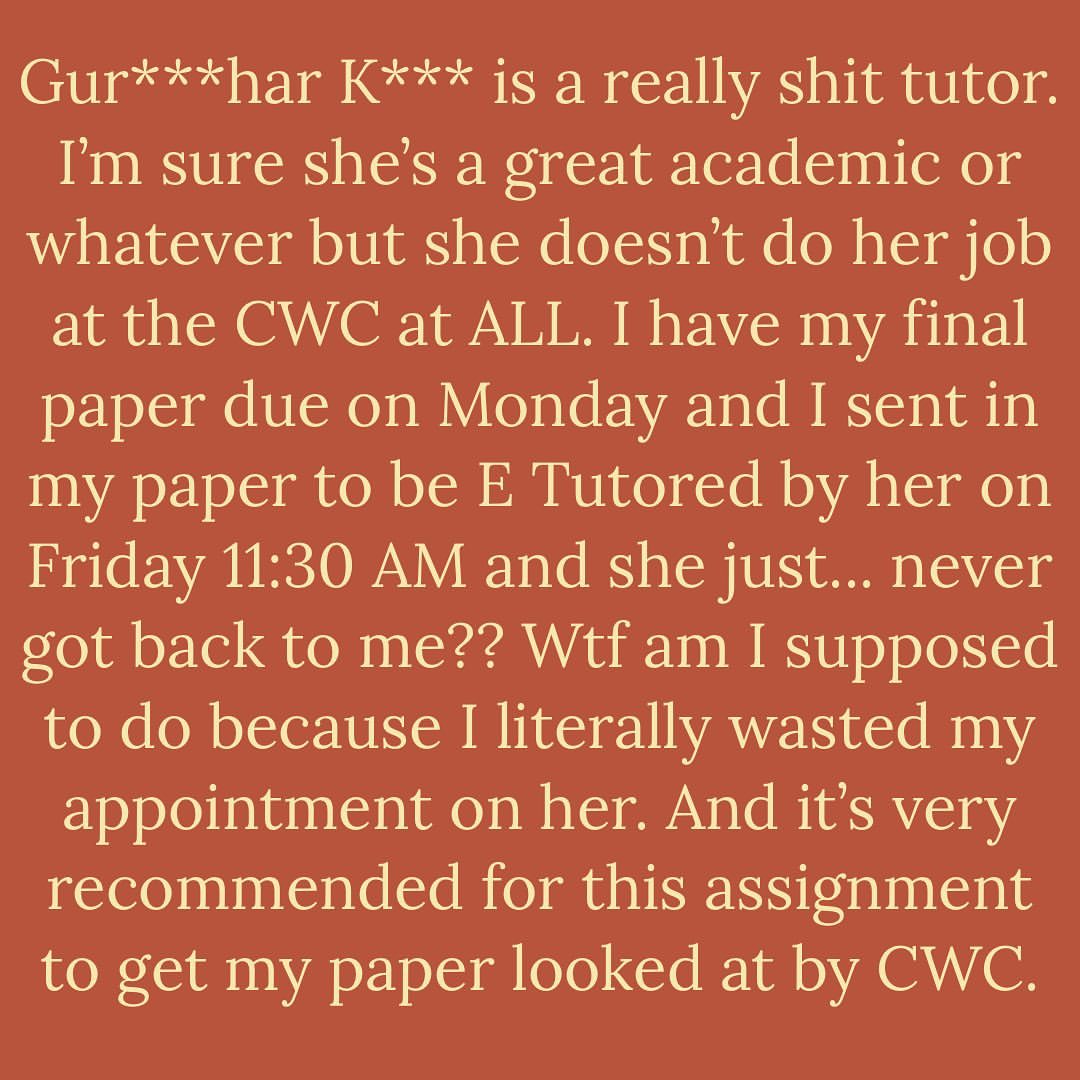 Gur***har K*** is a really shit tutor.
I’m sure she’s a great academic or
whatever but she doesn’t do her job
at the CWC at ALL. I have my final
paper due on Monday and I sent in
my paper to be E Tutored by her on
Friday 11:30 AM and she just... never
got back to me?? Wtf am I supposed
to do because I literally wasted my
appointment on her. And it’s very
recommended for this assignment
to get my paper looked at by CWC.